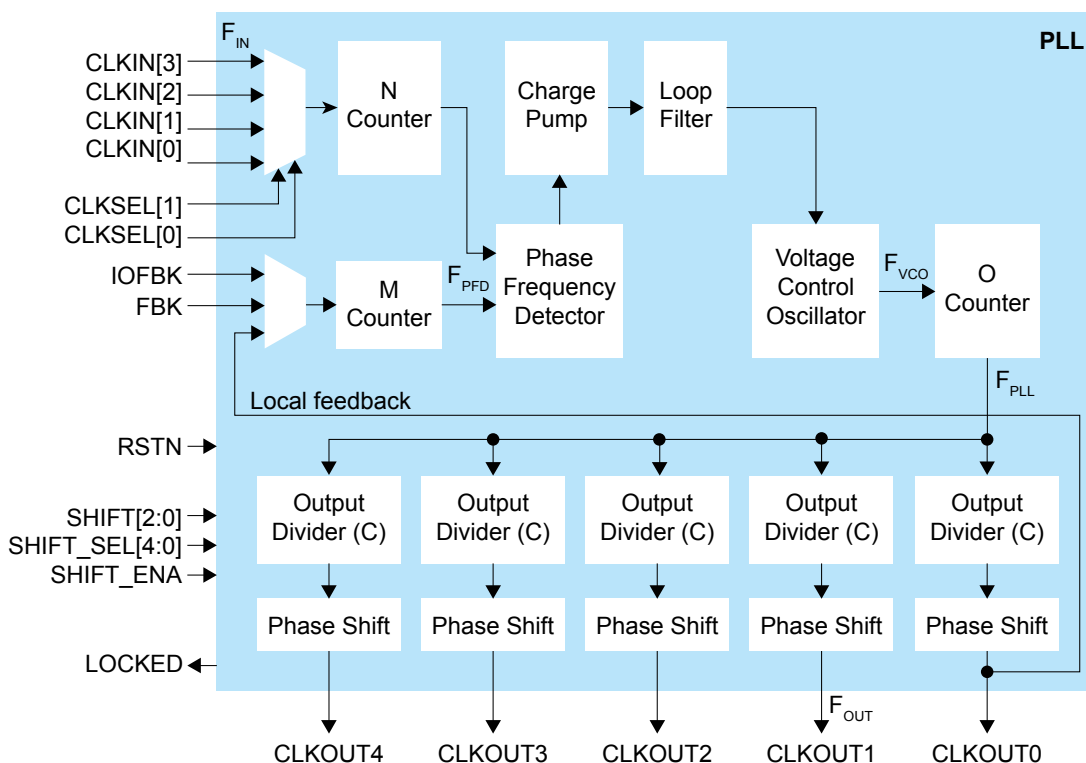 PLL
F_IN
CLKIN[3]
CLKIN[2]
CLKIN[1]
CLKIN[0]
CLKSEL[1]
CLKSEL[0]
N
Counter
Charge
Pump
Loop
Filter
IOFBK
FBK
M
Counter
F_PFD
Phase
Frequency
Detector
Voltage
Control
Oscillator
F_VCO
O
Counter
F_PLL
Local feedback
RSTN
SHIFT[2:0]
SHIFT_SEL[4:0]
SHIFT_ENA
LOCKED
Output
Divider (C)
Output
Divider (C)
Output
Divider (C)
Output
Divider (C)
Output
Divider (C)
Phase Shift
Phase Shift
Phase Shift
Phase Shift
Phase Shift
F_OUT
CLKOUT4
CLKOUT3
CLKOUT2
CLKOUT1
CLKOUT0